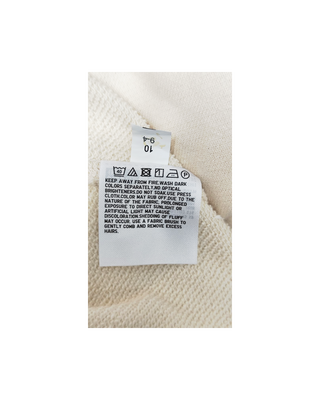 10
9-4
40
P
KEEP AWAY FROM FIRE.WASH DARK
COLORS SEPARATELY,NO OPTICAL
BRIGHTENERS.DO NOT SOAK.USE PRESS
CLOTH.COLOR MAY RUB OFF.DUE TO THE
NATURE OF THE FABRIC, PROLONGED
EXPOSURE TO DIRECT SUNLIGHT OR
ARTIFICIAL LIGHT MAY CAUSE
DISCOLORATION.SHEDDING OF FLUFF
MAY OCCUR. USE A FABRIC BRUSH TO
GENTLY COMB AND REMOVE EXCESS
HAIRS.